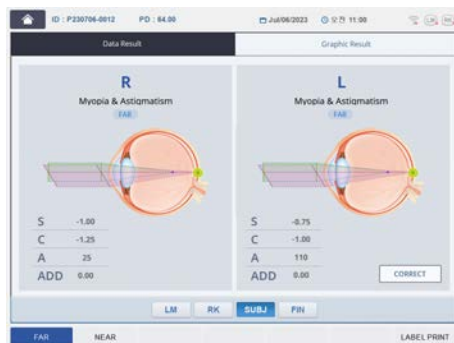 ID : P230706-0012 PD : 64.00 Jul/06/2023 오전 11:00 LM RK
Data Result Graphic Result
R
Myopia & Astigmatism
FAR
S -1.00
C -1.25
A 25
ADD 0.00
L
Myopia & Astigmatism
FAR
S -0.75
C -1.00
A 110
ADD 0.00
CORRECT
LM RK SUBJ FIN
FAR NEAR LABEL PRINT